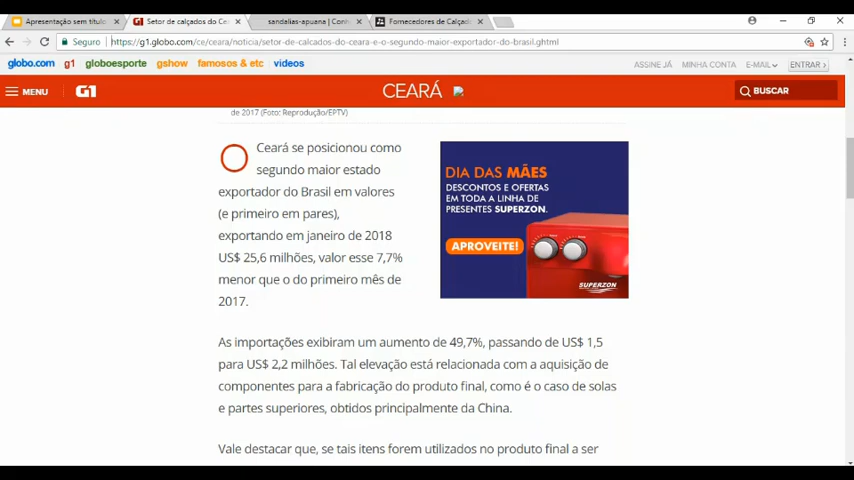 Apresentação sem título
Setor de calçados do Ce
sandalias-apuana | Conh
Fornecedores de Calçado
Seguro
https://g1.globo.com/ce/ceara/noticia/setor-de-calcados-do-ceara-e-o-segundo-maior-exportador-do-brasil.ghtml
globo.com g1 globoesporte gshow famosos & etc vídeos
ASSINE JÁ MINHA CONTA E-MAIL ENTRAR
MENU G1 CEARÁ BUSCAR
de 2017 (Foto: Reprodução/EPTV)
O Ceará se posicionou como
segundo maior estado
exportador do Brasil em valores
(e primeiro em pares),
exportando em janeiro de 2018
US$ 25,6 milhões, valor esse 7,7%
menor que o do primeiro mês de
2017.
DIA DAS MÃES
DESCONTOS E OFERTAS
EM TODA A LINHA DE
PRESENTES SUPERZON.
APROVEITE!
SUPERZON
As importações exibiram um aumento de 49,7%, passando de US$ 1,5
para US$ 2,2 milhões. Tal elevação está relacionada com a aquisição de
componentes para a fabricação do produto final, como é o caso de solas
e partes superiores, obtidos principalmente da China.
Vale destacar que, se tais itens forem utilizados no produto final a ser